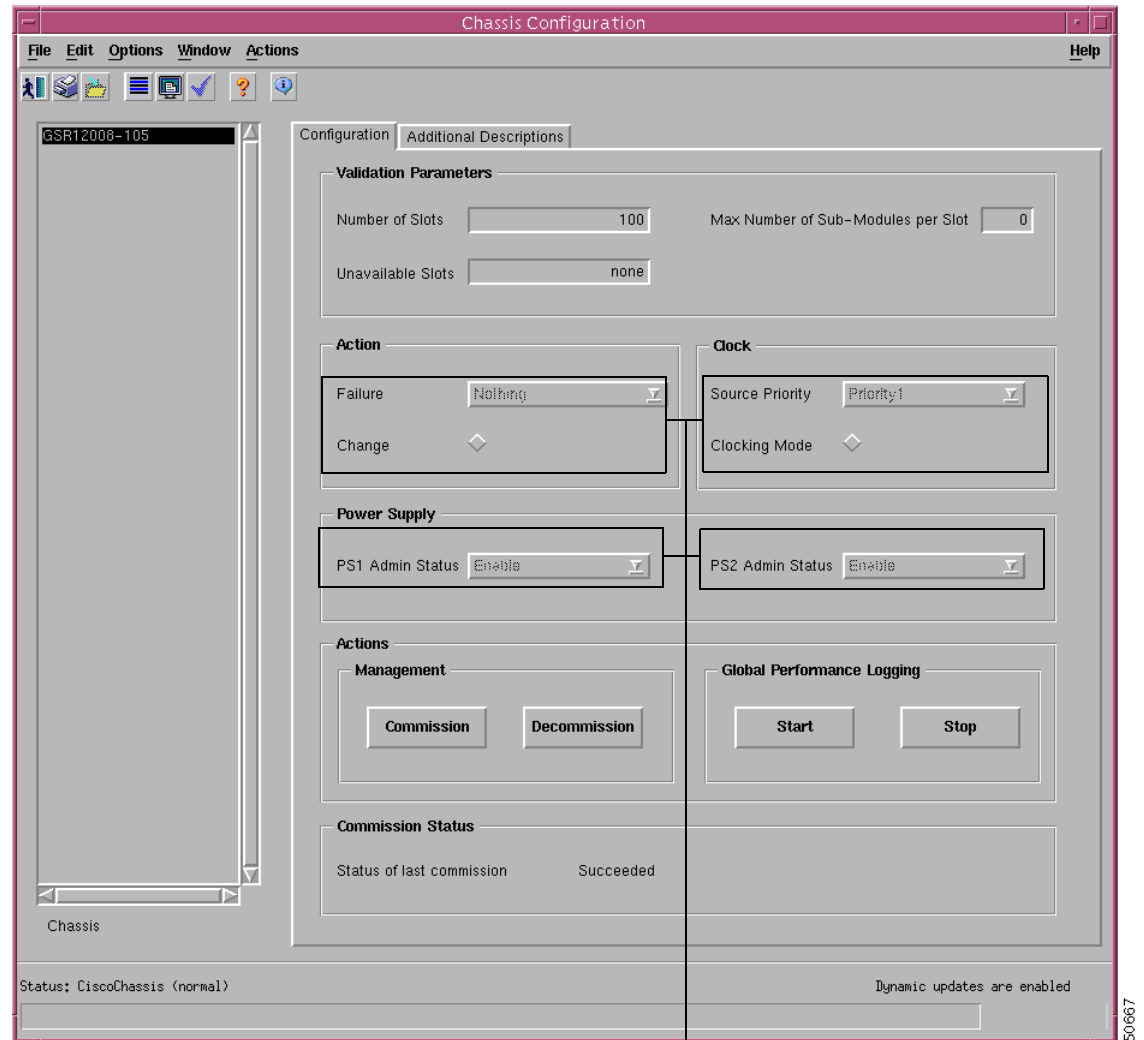 Chassis Configuration
File Edit Options Window Actions Help
GSR12008-105
Configuration Additional Descriptions
Validation Parameters
Number of Slots 100 Max Number of Sub-Modules per Slot 0
Unavailable Slots none
Action Clock
Failure Nothing Source Priority Priority1
Change Clocking Mode
Power Supply
PS1 Admin Status Enable PS2 Admin Status Enable
Actions
Management Global Performance Logging
Commission Decommission Start Stop
Commission Status
Status of last commission Succeeded
Chassis
Status: CiscoChassis (normal) Dynamic updates are enabled
50667